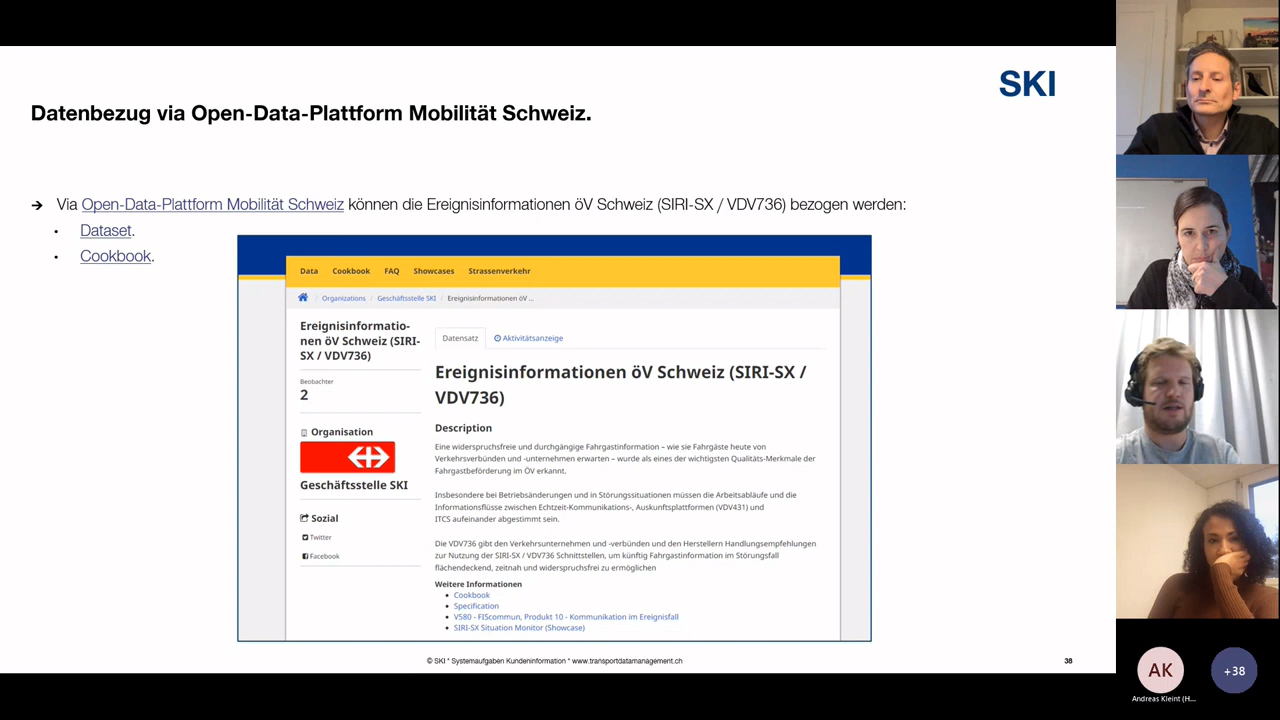 SKI
Datenbezug via Open-Data-Plattform Mobilität Schweiz.
➔ Via Open-Data-Plattform Mobilität Schweiz können die Ereignisinformationen öV Schweiz (SIRI-SX / VDV736) bezogen werden:
• Dataset.
• Cookbook.
Data Cookbook FAQ Showcases Strassenverkehr
/ Organizations / Geschäftsstelle SKI / Ereignisinformationen öV ...
Ereignisinformatio-
nen öV Schweiz (SIRI-
SX / VDV736)
Beobachter
2
Organisation
Geschäftsstelle SKI
Sozial
Twitter
Facebook
Datensatz Aktivitätsanzeige
Ereignisinformationen öV Schweiz (SIRI-SX /
VDV736)
Description
Eine widerspruchsfreie und durchgängige Fahrgastinformation – wie sie Fahrgäste heute von
Verkehrsverbünden und -unternehmen erwarten – wurde als eines der wichtigsten Qualitäts-Merkmale der
Fahrgastbeförderung im ÖV erkannt.
Insbesondere bei Betriebsänderungen und in Störungssituationen müssen die Arbeitsabläufe und die
Informationsflüsse zwischen Echtzeit-Kommunikations-, Auskunftsplattformen (VDV431) und
ITCS aufeinander abgestimmt sein.
Die VDV736 gibt den Verkehrsunternehmen und -verbünden und den Herstellern Handlungsempfehlungen
zur Nutzung der SIRI-SX / VDV736 Schnittstellen, um künftig Fahrgastinformation im Störungsfall
flächendeckend, zeitnah und widerspruchsfrei zu ermöglichen
Weitere Informationen
• Cookbook
• Specification
• V580 - FIScommun, Produkt 10 - Kommunikation im Ereignisfall
• SIRI-SX Situation Monitor (Showcase)
© SKI * Systemaufgaben Kundeninformation * www.transportdatamanagement.ch
38
AK
+38
Andreas Kleint (H...